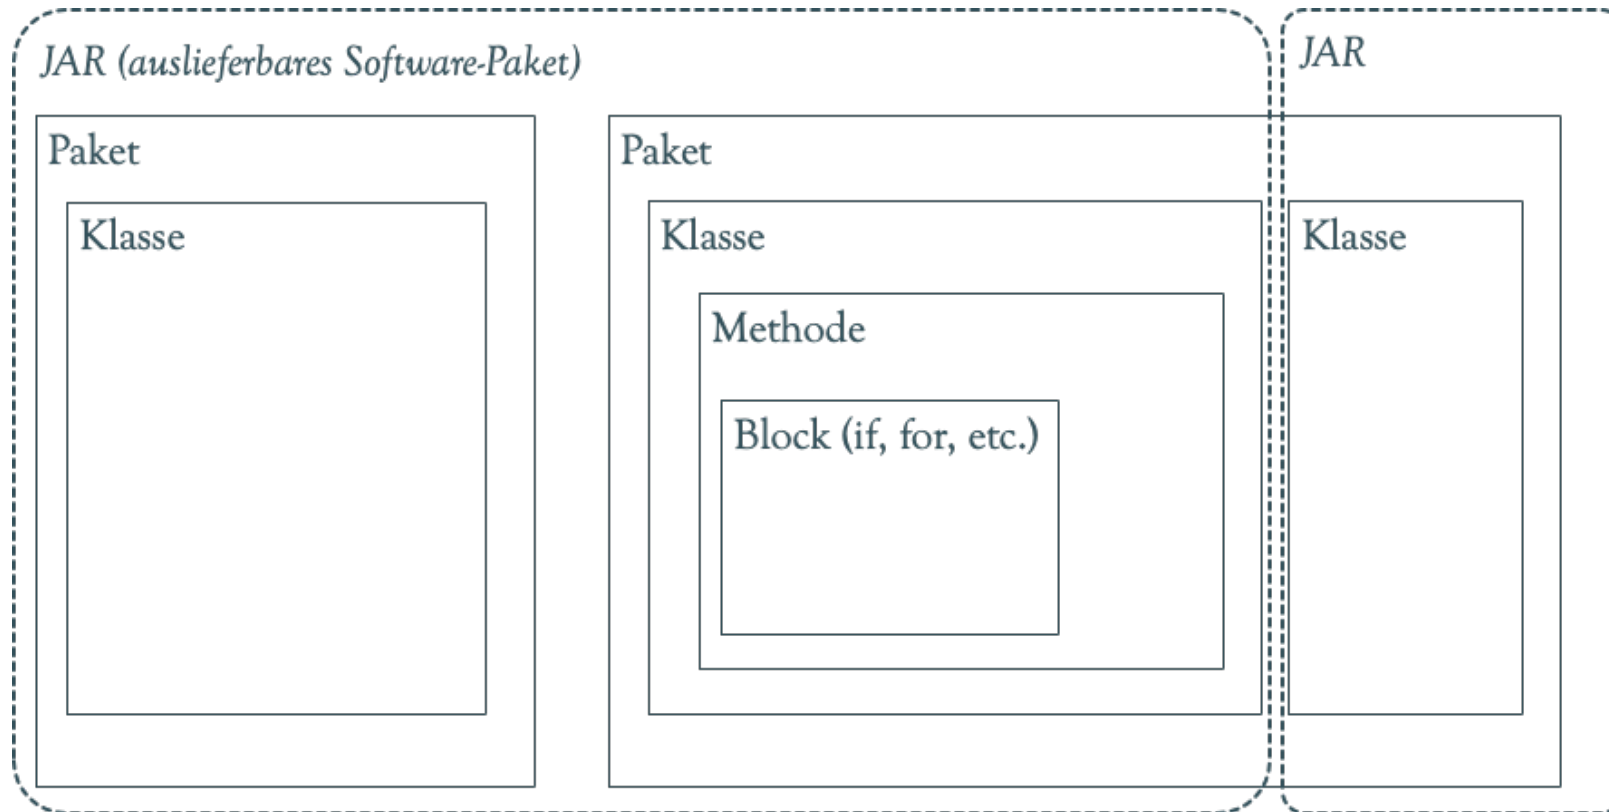 JAR (auslieferbares Software-Paket)
JAR
Paket
Paket
Klasse
Klasse
Klasse
Methode
Block (if, for, etc.)